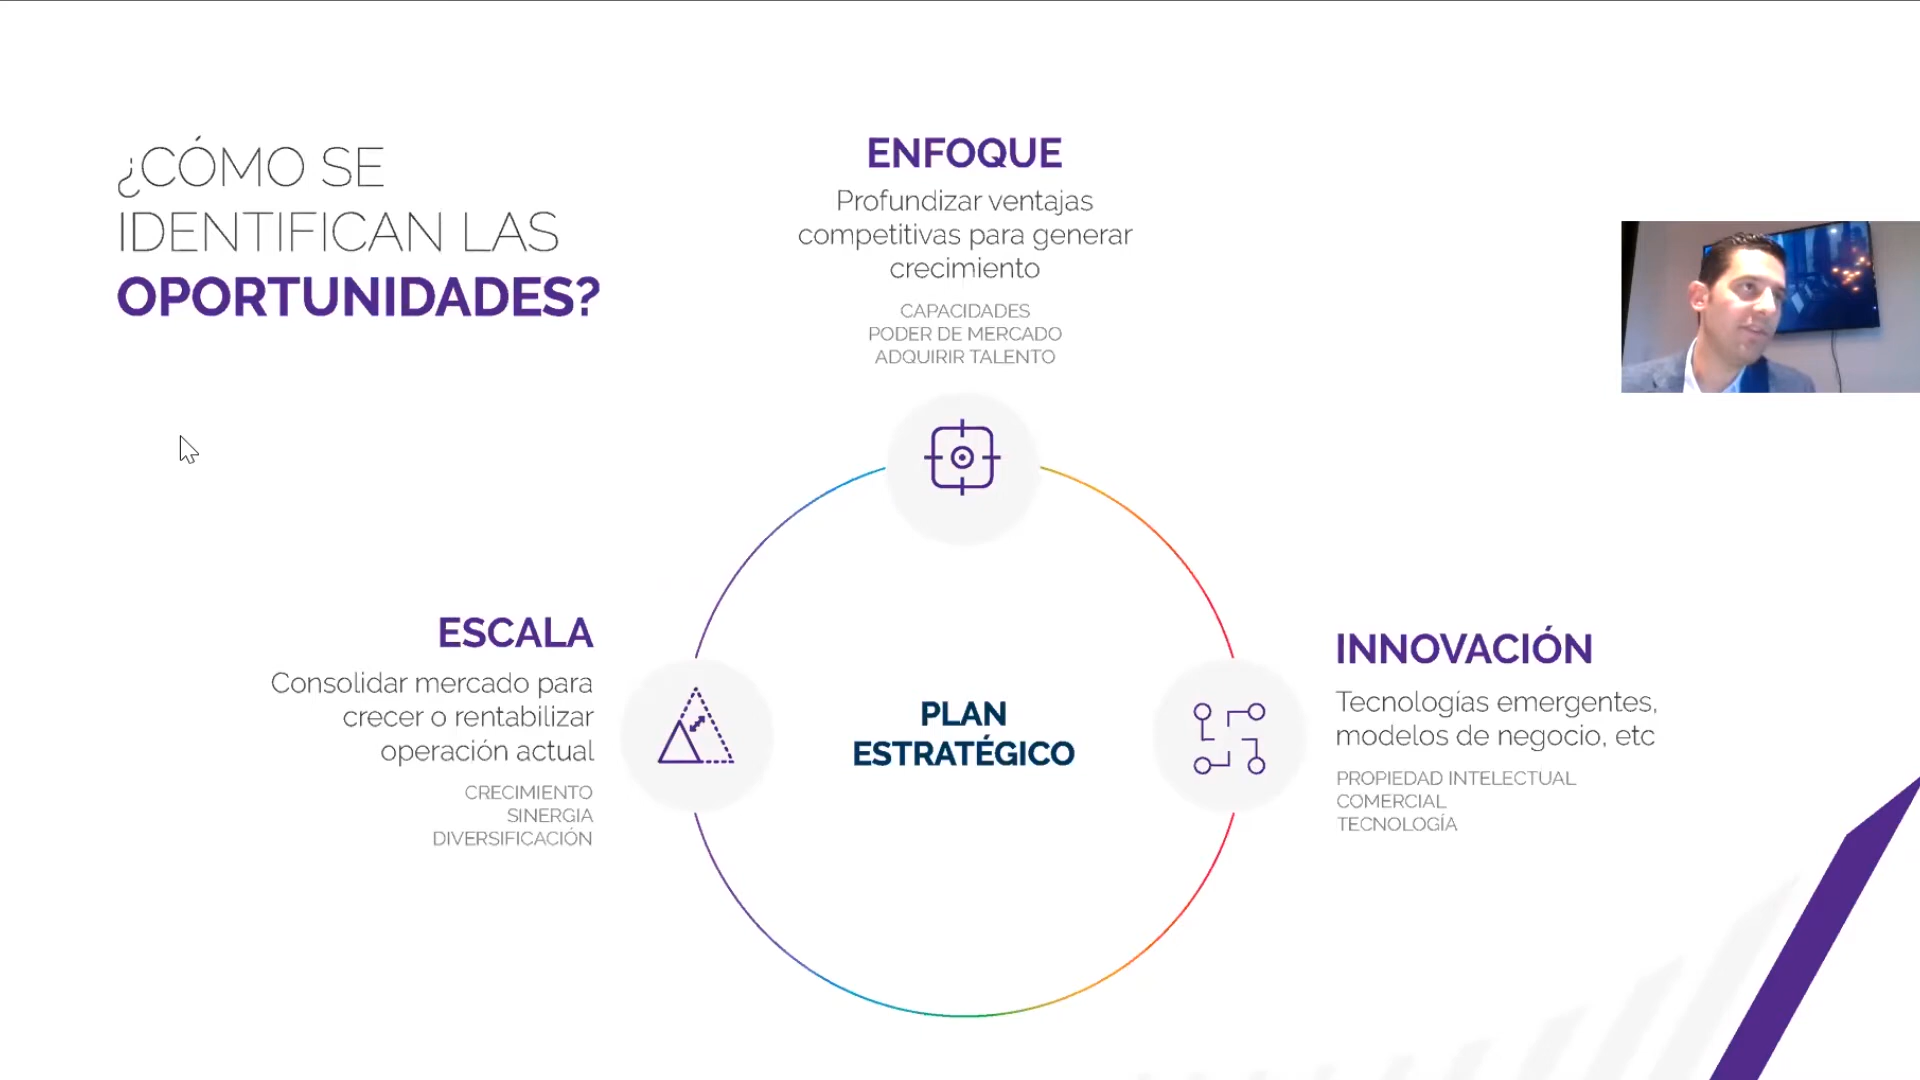 ¿CÓMO SE
IDENTIFICAN LAS
OPORTUNIDADES?
ENFOQUE
Profundizar ventajas
competitivas para generar
crecimiento
CAPACIDADES
PODER DE MERCADO
ADQUIRIR TALENTO
ESCALA
Consolidar mercado para
crecer o rentabilizar
operación actual
CRECIMIENTO
SINERGIA
DIVERSIFICACIÓN
PLAN
ESTRATÉGICO
INNOVACIÓN
Tecnologías emergentes,
modelos de negocio, etc
PROPIEDAD INTELECTUAL
COMERCIAL
TECNOLOGÍA